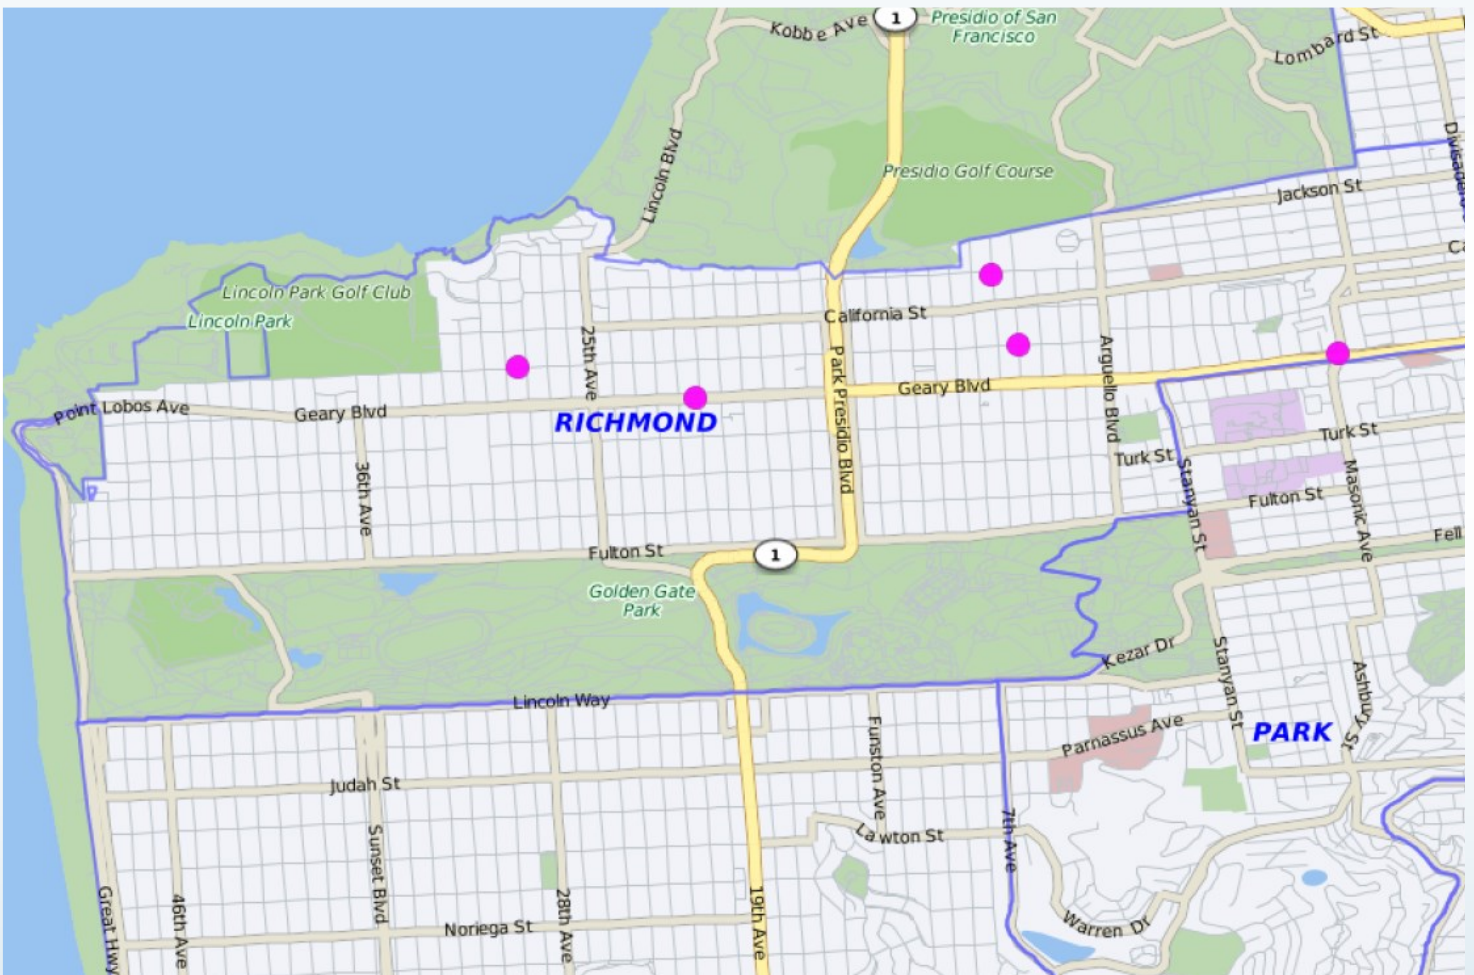 Kobbe Ave
1
Presidio of San
Francisco
Lombard St
Lincoln Blvd
Presidio Golf Course
Jackson St
Lincoln Park Golf Club
Lincoln Park
California St
25th Ave
Park Presidio Blvd
Arguello Blvd
Point Lobos Ave
Geary Blvd
Geary Blvd
RICHMOND
36th Ave
Turk St
Turk St
Stanyan St
Masonic Ave
Fulton St
Fulton St
1
Fell
Golden Gate
Park
Kezar Dr
Stanyan St
Ashbury St
Lincoln Way
PARK
Parnassus Ave
Funston Ave
Judah St
Sunset Blvd
Lawton St
7th Ave
Great Hwy
46th Ave
28th Ave
19th Ave
Noriega St
Warren Dr